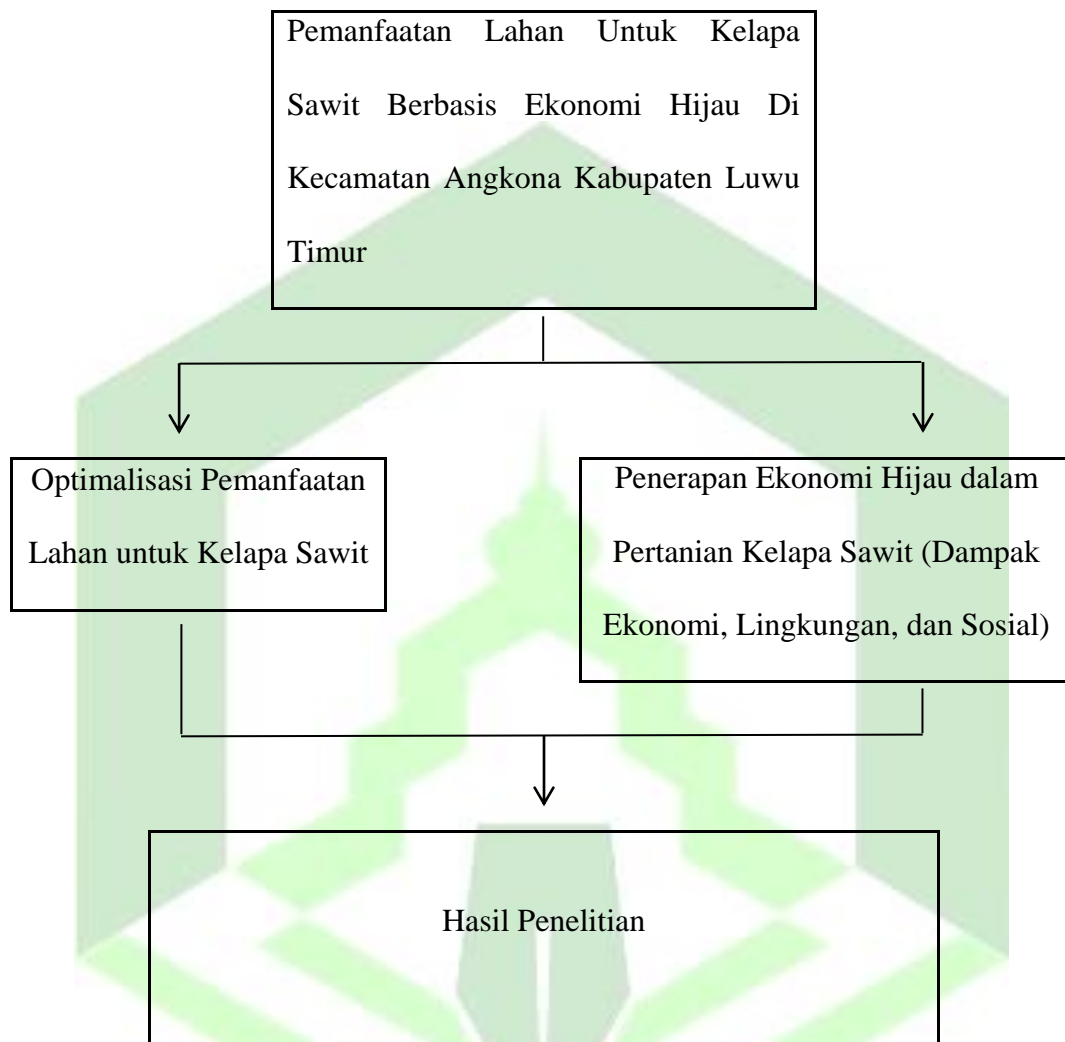 Pemanfaatan Lahan Untuk Kelapa
Sawit Berbasis Ekonomi Hijau Di
Kecamatan Angkona Kabupaten Luwu
Timur
Optimalisasi Pemanfaatan
Lahan untuk Kelapa Sawit
Penerapan Ekonomi Hijau dalam
Pertanian Kelapa Sawit (Dampak
Ekonomi, Lingkungan, dan Sosial)
Hasil Penelitian